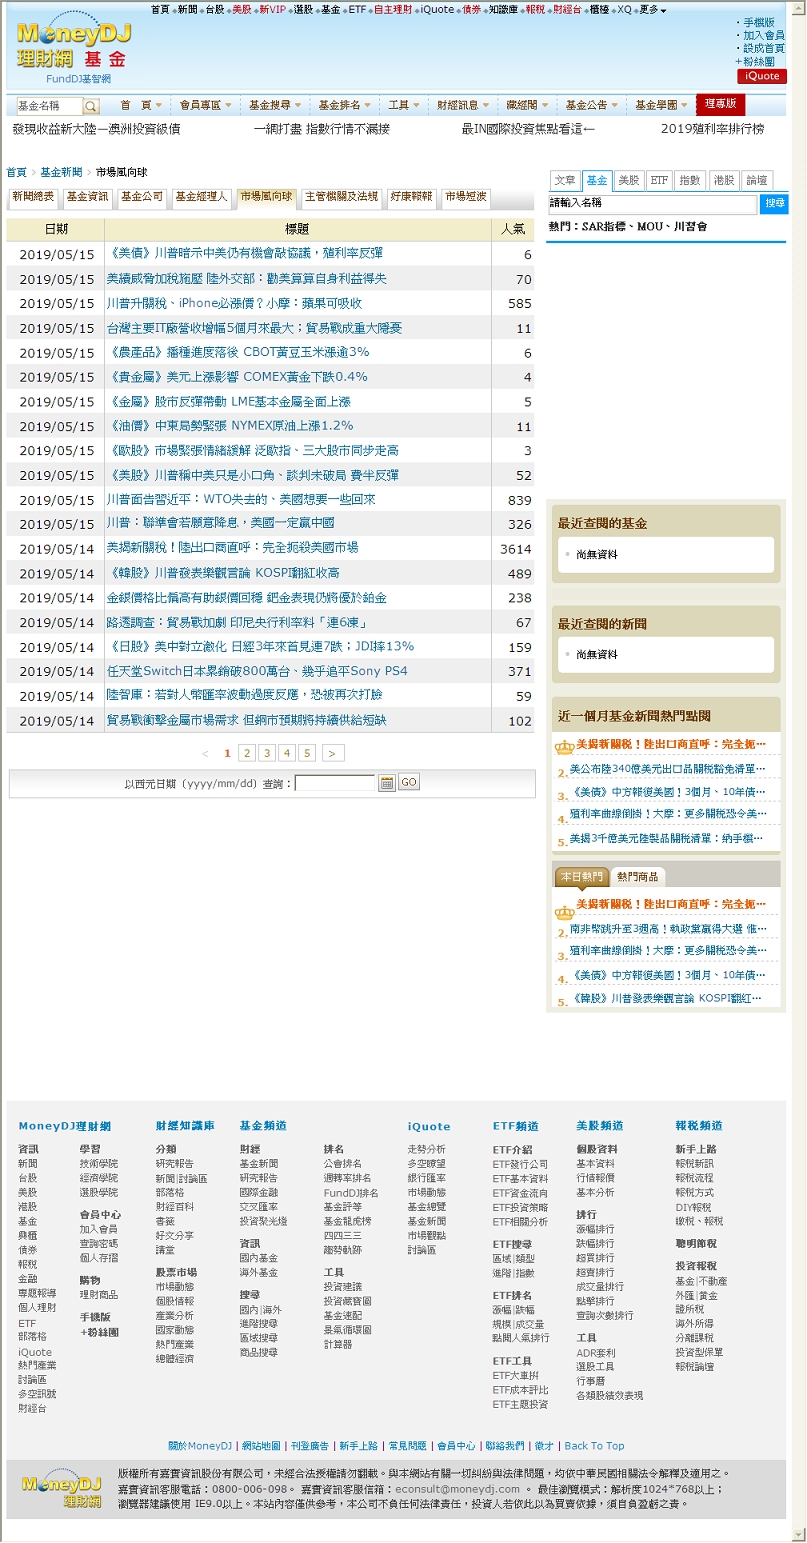 首頁 新聞 台股 美股 新VIP 選股 基金 ETF 自主理財 iQuote 債券 知識庫 報稅 財經台 櫃檯 XQ 更多
MoneyDJ
理財網 基金
FundDJ基智網
・手機版
・加入會員
・設成首頁
+粉絲團
iQuote
基金名稱
首 頁 會員專區 基金搜尋 基金排名 工具 財經訊息 藏經閣 基金公告 基金學園 理專版
發現收益新大陸—澳洲投資級債 一網打盡 指數行情不漏接 最IN國際投資焦點看這← 2019殖利率排行榜
首頁 > 基金新聞 > 市場風向球
新聞總表 基金資訊 基金公司 基金經理人 市場風向球 主管機關及法規 好康報報 市場短波
文章 基金 美股 ETF 指數 港股 論壇
請輸入名稱 搜尋
熱門：SAR指標、MOU、川習會
日期 標題 人氣
2019/05/15 《美債》川普暗示中美仍有機會敲協議，殖利率反彈 6
2019/05/15 美續威脅加稅施壓 陸外交部：勸美算算自身利益得失 70
2019/05/15 川普升關稅、iPhone必漲價？小摩：蘋果可吸收 585
2019/05/15 台灣主要IT廠營收增幅5個月來最大；貿易戰成重大隱憂 11
2019/05/15 《農產品》播種進度落後 CBOT黃豆玉米漲逾3% 6
2019/05/15 《貴金屬》美元上漲影響 COMEX黃金下跌0.4% 4
2019/05/15 《金屬》股市反彈帶動 LME基本金屬全面上漲 5
2019/05/15 《油價》中東局勢緊張 NYMEX原油上漲1.2% 11
2019/05/15 《歐股》市場緊張情緒緩解 泛歐指、三大股市同步走高 3
2019/05/15 《美股》川普稱中美只是小口角、談判未破局 費半反彈 52
2019/05/15 川普面告習近平：WTO失去的、美國想要一些回來 839
2019/05/15 川普：聯準會若願意降息，美國一定贏中國 326
2019/05/14 美揭新關稅！陸出口商直呼：完全扼殺美國市場 3614
2019/05/14 《韓股》川普發表樂觀言論 KOSPI翻紅收高 489
2019/05/14 金銀價格比偏高有助銀價回穩 鈀金表現仍將優於鉑金 238
2019/05/14 路透調查：貿易戰加劇 印尼央行利率料「連6凍」 67
2019/05/14 《日股》美中對立激化 日經3年來首見連7跌；JDI摔13% 159
2019/05/14 任天堂Switch日本累銷破800萬台、幾乎追平Sony PS4 371
2019/05/14 陸智庫：若對人幣匯率波動過度反應，恐被再次打臉 59
2019/05/14 貿易戰衝擊金屬市場需求 但銅市預期將持續供給短缺 102
< 1 2 3 4 5 >
以西元日期（yyyy/mm/dd）查詢： GO
最近查閱的基金
尚無資料
最近查閱的新聞
尚無資料
近一個月基金新聞熱門點閱
美揭新關稅！陸出口商直呼：完全扼…
2. 美公布陸340億美元出口品關稅豁免清單…
3. 《美債》中方報復美國！3個月、10年債…
4. 殖利率曲線倒掛！大摩：更多關稅恐令美…
5. 美揭3千億美元陸製品關稅清單：納手機…
本日熱門 熱門商品
美揭新關稅！陸出口商直呼：完全扼…
2. 南非幣跳升至3週高！執政黨贏得大選 催…
3. 殖利率曲線倒掛！大摩：更多關稅恐令美…
4. 《美債》中方報復美國！3個月、10年債…
5. 《韓股》川普發表樂觀言論 KOSPI翻紅…
MoneyDJ理財網
資訊
新聞
台股
美股
港股
基金
興櫃
債券
報稅
金融
專題報導
個人理財
ETF
部落格
iQuote
熱門產業
討論區
多空訊號
財經台
學習
技術學院
經濟學院
選股學院
會員中心
加入會員
查詢密碼
個人存摺
購物
理財商品
手機版
+粉絲團
財經知識庫
分類
研究報告
新聞|討論區
部落格
財經百科
書籤
好文分享
講堂
股票市場
市場動態
個股情報
產業分析
國家動態
熱門產業
總體經濟
基金頻道
財經
基金新聞
研究報告
國際金融
交叉匯率
投資聚光燈
資訊
國內基金
海外基金
搜尋
國內|海外
進階搜尋
區域搜尋
商品搜尋
排名
公會排名
週轉率排名
FundDJ排名
基金評等
基金龍虎榜
四四三三
趨勢軌跡
工具
投資建議
投資藏寶圖
基金速配
景氣循環圖
計算器
iQuote
走勢分析
多空瞭望
銀行匯率
市場動態
基金總覽
基金新聞
市場觀點
討論區
ETF頻道
ETF介紹
ETF發行公司
ETF基本資料
ETF資金流向
ETF投資策略
ETF相關分析
ETF搜尋
區域|類型
進階|指數
ETF排名
漲幅|跌幅
規模|成交量
點閱人氣排行
ETF工具
ETF大車拚
ETF成本評比
ETF主題投資
美股頻道
個股資料
基本資料
行情報價
基本分析
排行
漲幅排行
跌幅排行
超買排行
超賣排行
成交量排行
點擊排行
查詢次數排行
工具
ADR套利
選股工具
行事曆
各類股績效表現
報稅頻道
新手上路
報稅新訊
報稅流程
報稅方式
DIY報稅
繳稅、報稅
聰明節稅
投資報稅
基金|不動產
外匯|黃金
證所稅
海外所得
分離課稅
投資型保單
報稅論壇
關於MoneyDJ | 網站地圖 | 刊登廣告 | 新手上路 | 常見問題 | 會員中心 | 聯絡我們 | 徵才 | Back To Top
MoneyDJ
理財網
版權所有嘉實資訊股份有限公司，未經合法授權請勿翻載。與本網站有關一切糾紛與法律問題，均依中華民國相關法令解釋及適用之。
嘉實資訊客服電話：0800-006-098。 嘉實資訊客服信箱：econsult@moneydj.com 。 最佳瀏覽模式：解析度1024*768以上；
瀏覽器建議使用 IE9.0以上。本站內容僅供參考，本公司不負任何法律責任，投資人若依此以為買賣依據，須自負盈虧之責。